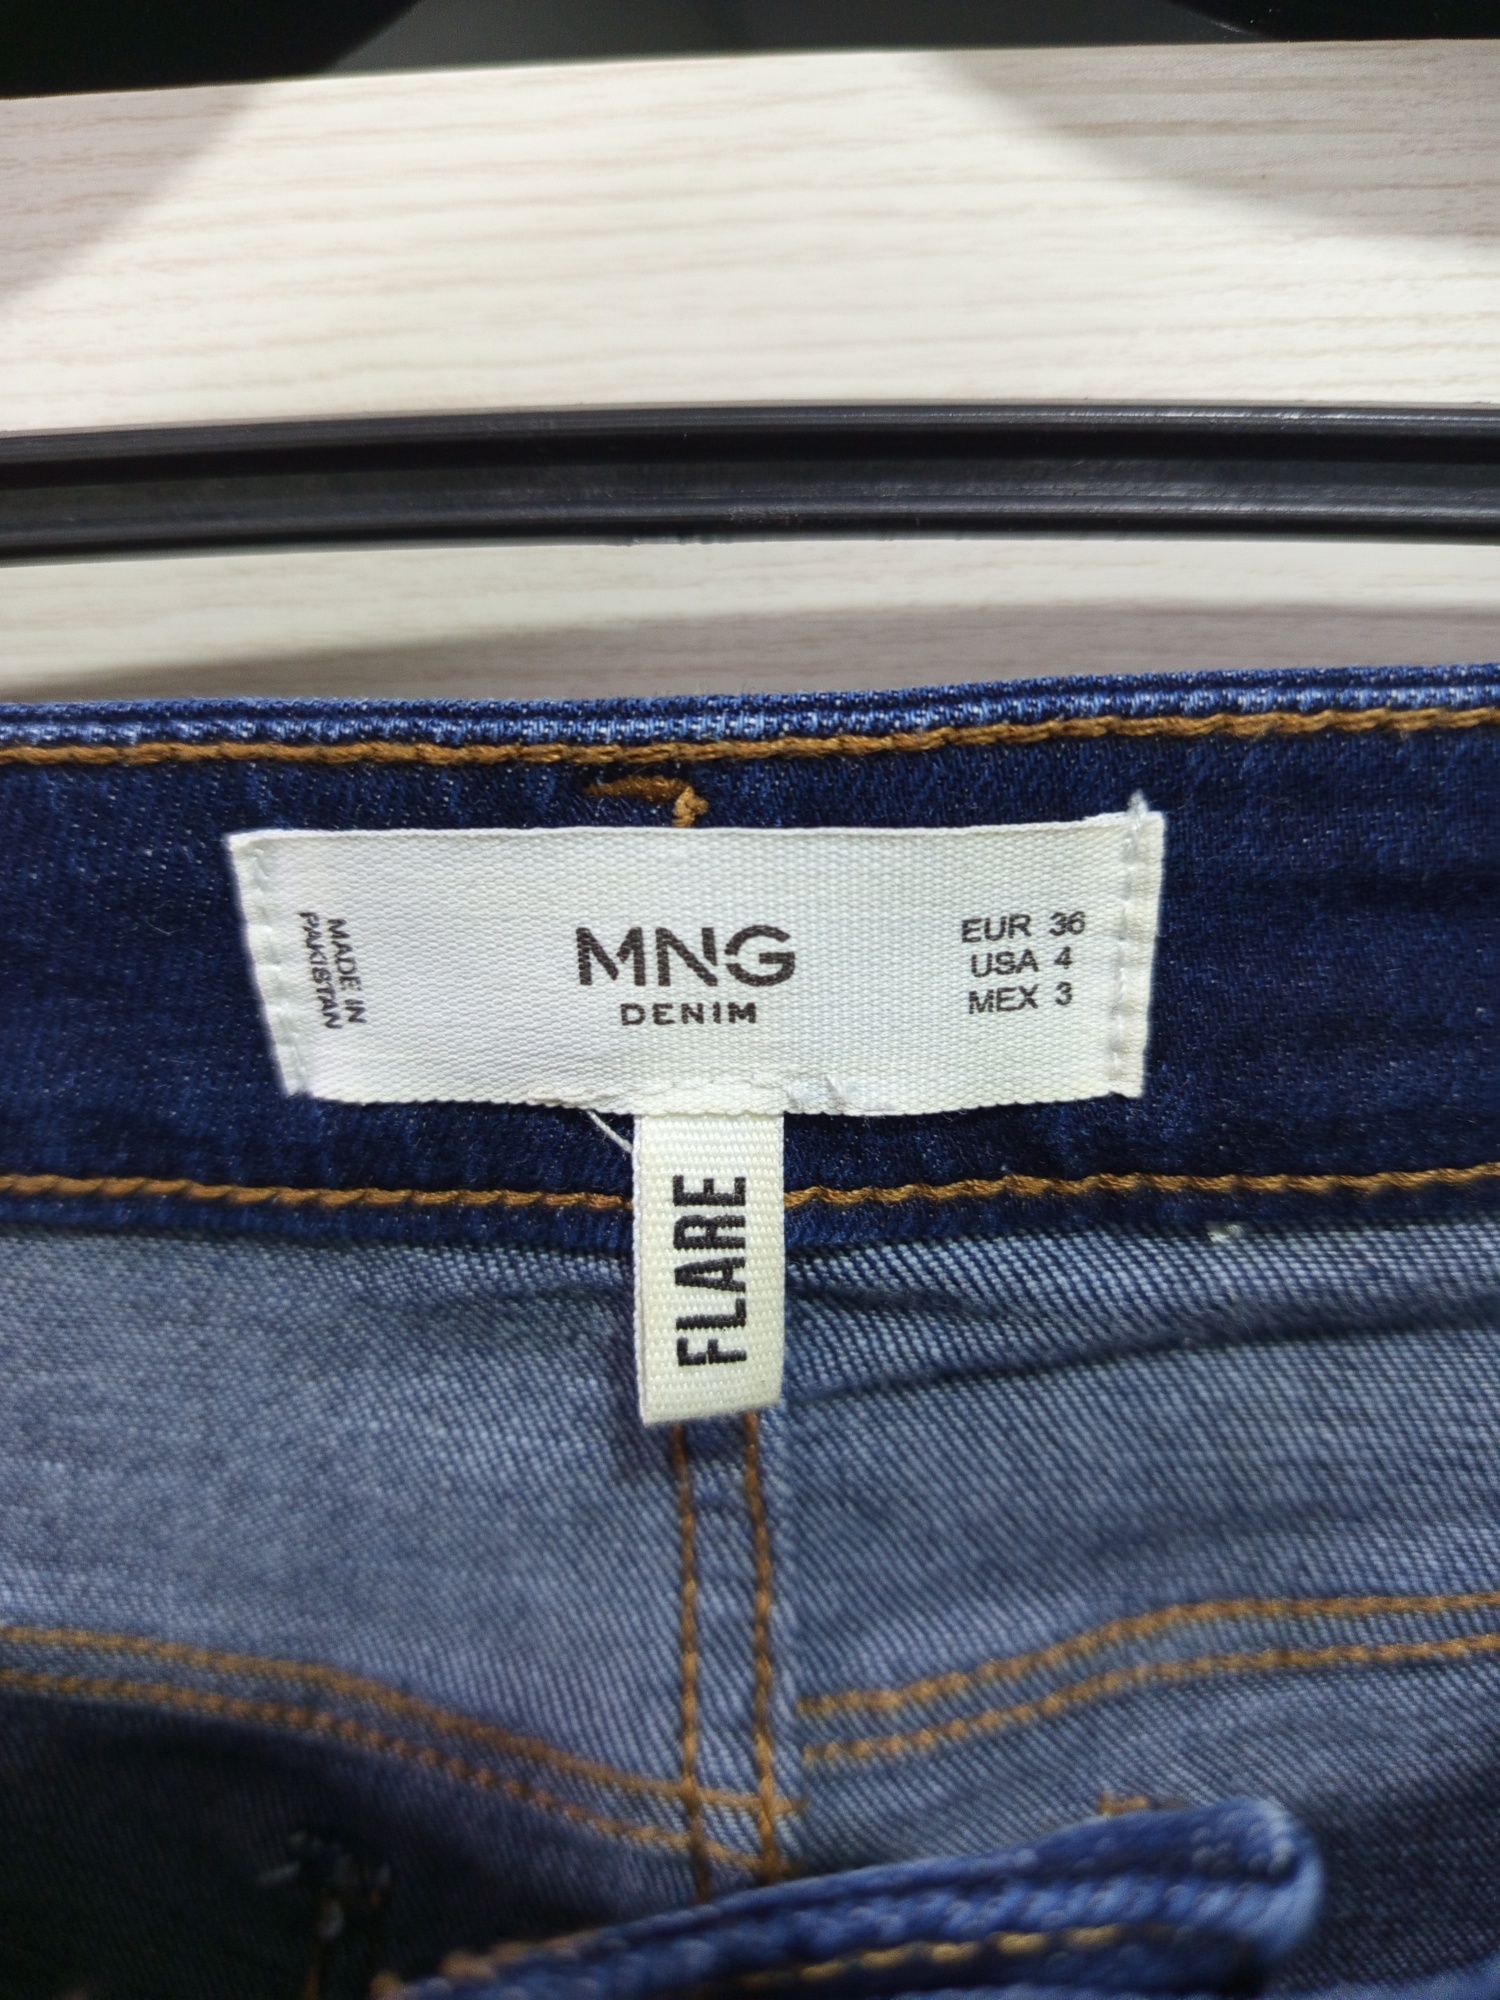 MADE IN
PAKISTAN
MNG
DENIM
EUR 36
USA 4
MEX 3
FLARE